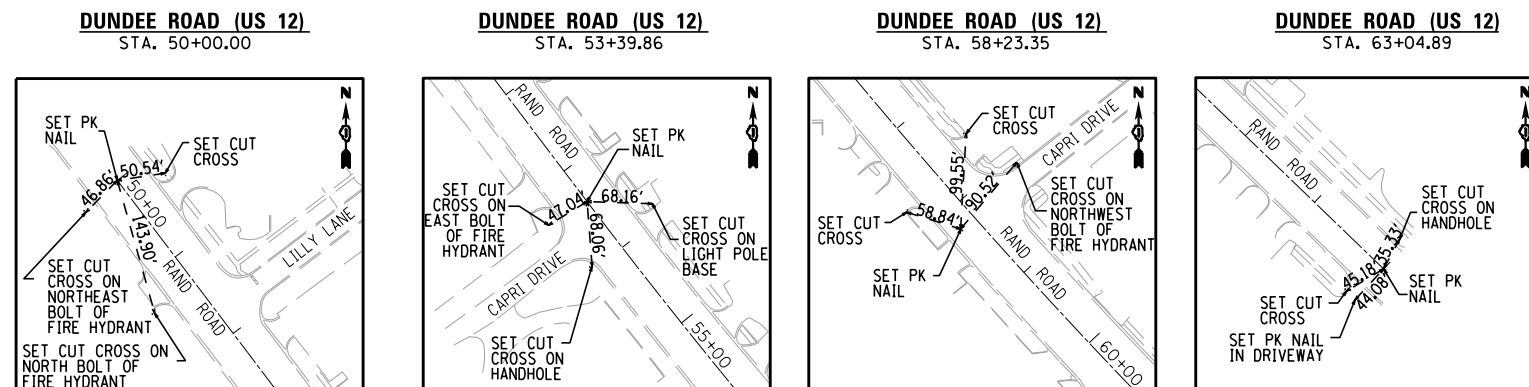 DUNDEE ROAD (US 12)
STA. 50+00.00
N
SET PK
NAIL
SET CUT
CROSS
50.54'
46.86'
50+00
143.90'
LILLY LANE
RAND ROAD
SET CUT
CROSS ON
NORTHEAST
BOLT OF
FIRE HYDRANT
SET CUT CROSS ON
NORTH BOLT OF
FIRE HYDRANT
DUNDEE ROAD (US 12)
STA. 53+39.86
N
RAND ROAD
SET PK
NAIL
SET CUT
CROSS ON
EAST BOLT
OF FIRE
HYDRANT
47.04'
68.16'
68.06'
SET CUT
CROSS ON
LIGHT POLE
BASE
CAPRI DRIVE
55+00
SET CUT
CROSS ON
HANDHOLE
DUNDEE ROAD (US 12)
STA. 58+23.35
N
SET CUT
CROSS
CAPRI DRIVE
99.55'
90.52'
58.84'
SET CUT
CROSS
SET CUT
CROSS ON
NORTHWEST
BOLT OF
FIRE HYDRANT
RAND ROAD
SET PK
NAIL
60+00
DUNDEE ROAD (US 12)
STA. 63+04.89
N
RAND ROAD
SET CUT
CROSS ON
HANDHOLE
35.33'
45.18'
44.08'
SET PK
NAIL
SET CUT
CROSS
SET PK NAIL
IN DRIVEWAY